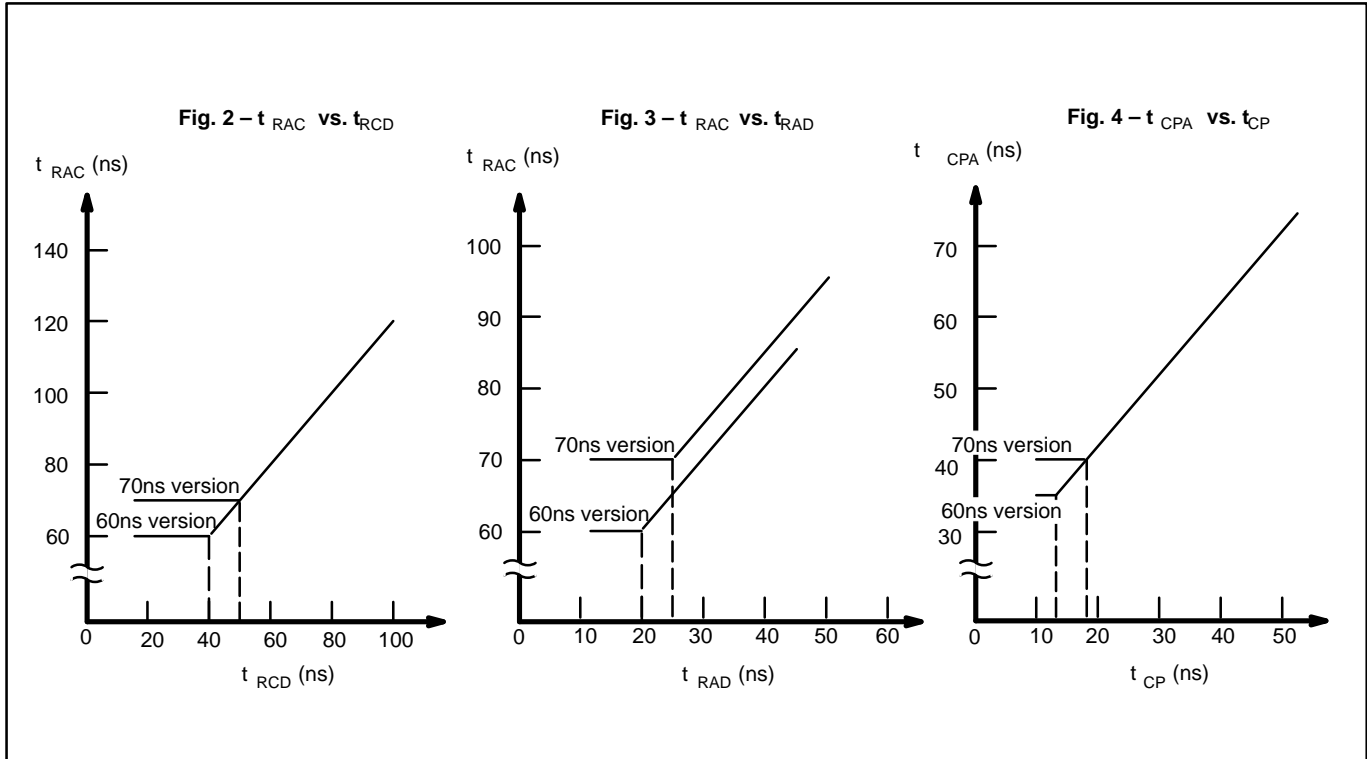 Fig. 2 – t RAC vs. tRCD
t RAC (ns)
140
120
100
80
60
70ns version
60ns version
0 20 40 60 80 100
t RCD (ns)
Fig. 3 – t RAC vs. tRAD
t RAC (ns)
100
90
80
70
60
70ns version
60ns version
0 10 20 30 40 50 60
t RAD (ns)
Fig. 4 – t CPA vs. tCP
t CPA (ns)
70
60
50
40
30
70ns version
60ns version
0 10 20 30 40 50
t CP (ns)